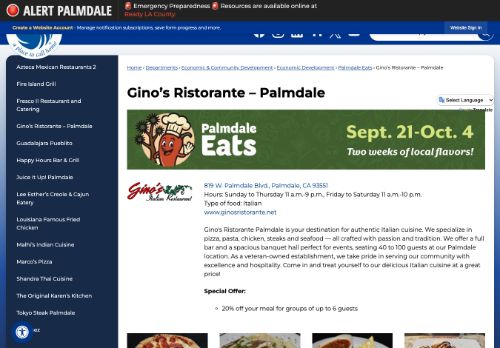 ALERT PALMDALE
Emergency Preparedness Resources are available online at
Ready LA County.
Create a Website Account - Manage notification subscriptions, save form progress and more.
Website Sign In
a place to call home
Aztecs Mexican Restaurants 2
Fire Island Grill
Fresco II Restaurant and
Catering
Gino's Ristorante – Palmdale
Guadalajara Pueblito
Happy Hours Bar & Grill
Juice It Up! Palmdale
Lee Esther's Creole & Cajun
Eatery
Louisiana Famous Fried
Chicken
Malhi's Indian Cuisine
Marco's Pizza
Shandra Thai Cuisine
The Original Karen's Kitchen
Tokyo Steak Palmdale
Home › Departments › Economic & Community Development › Economic Development › Palmdale Eats › Gino's Ristorante – Palmdale
Gino's Ristorante – Palmdale
Select Language
Translate
Palmdale
Eats
Sept. 21-Oct. 4
Two weeks of local flavors!
Gino's
Italian Restaurant
819 W. Palmdale Blvd., Palmdale, CA 93551
Hours: Sunday to Thursday 11 a.m.-9 p.m., Friday to Saturday 11 a.m.-10 p.m.
Type of food: Italian
www.ginosristorante.net
Gino's Ristorante Palmdale is your destination for authentic Italian cuisine. We specialize in
pizza, pasta, chicken, steaks and seafood — all crafted with passion and tradition. We offer a full
bar and a spacious banquet hall perfect for events, seating 40 to 100 guests at our Palmdale
location. As a veteran-owned establishment, we take pride in serving our community with
excellence and hospitality. Come in and treat yourself to our delicious Italian cuisine at a great
price!
Special Offer:
20% off your meal for groups of up to 6 guests